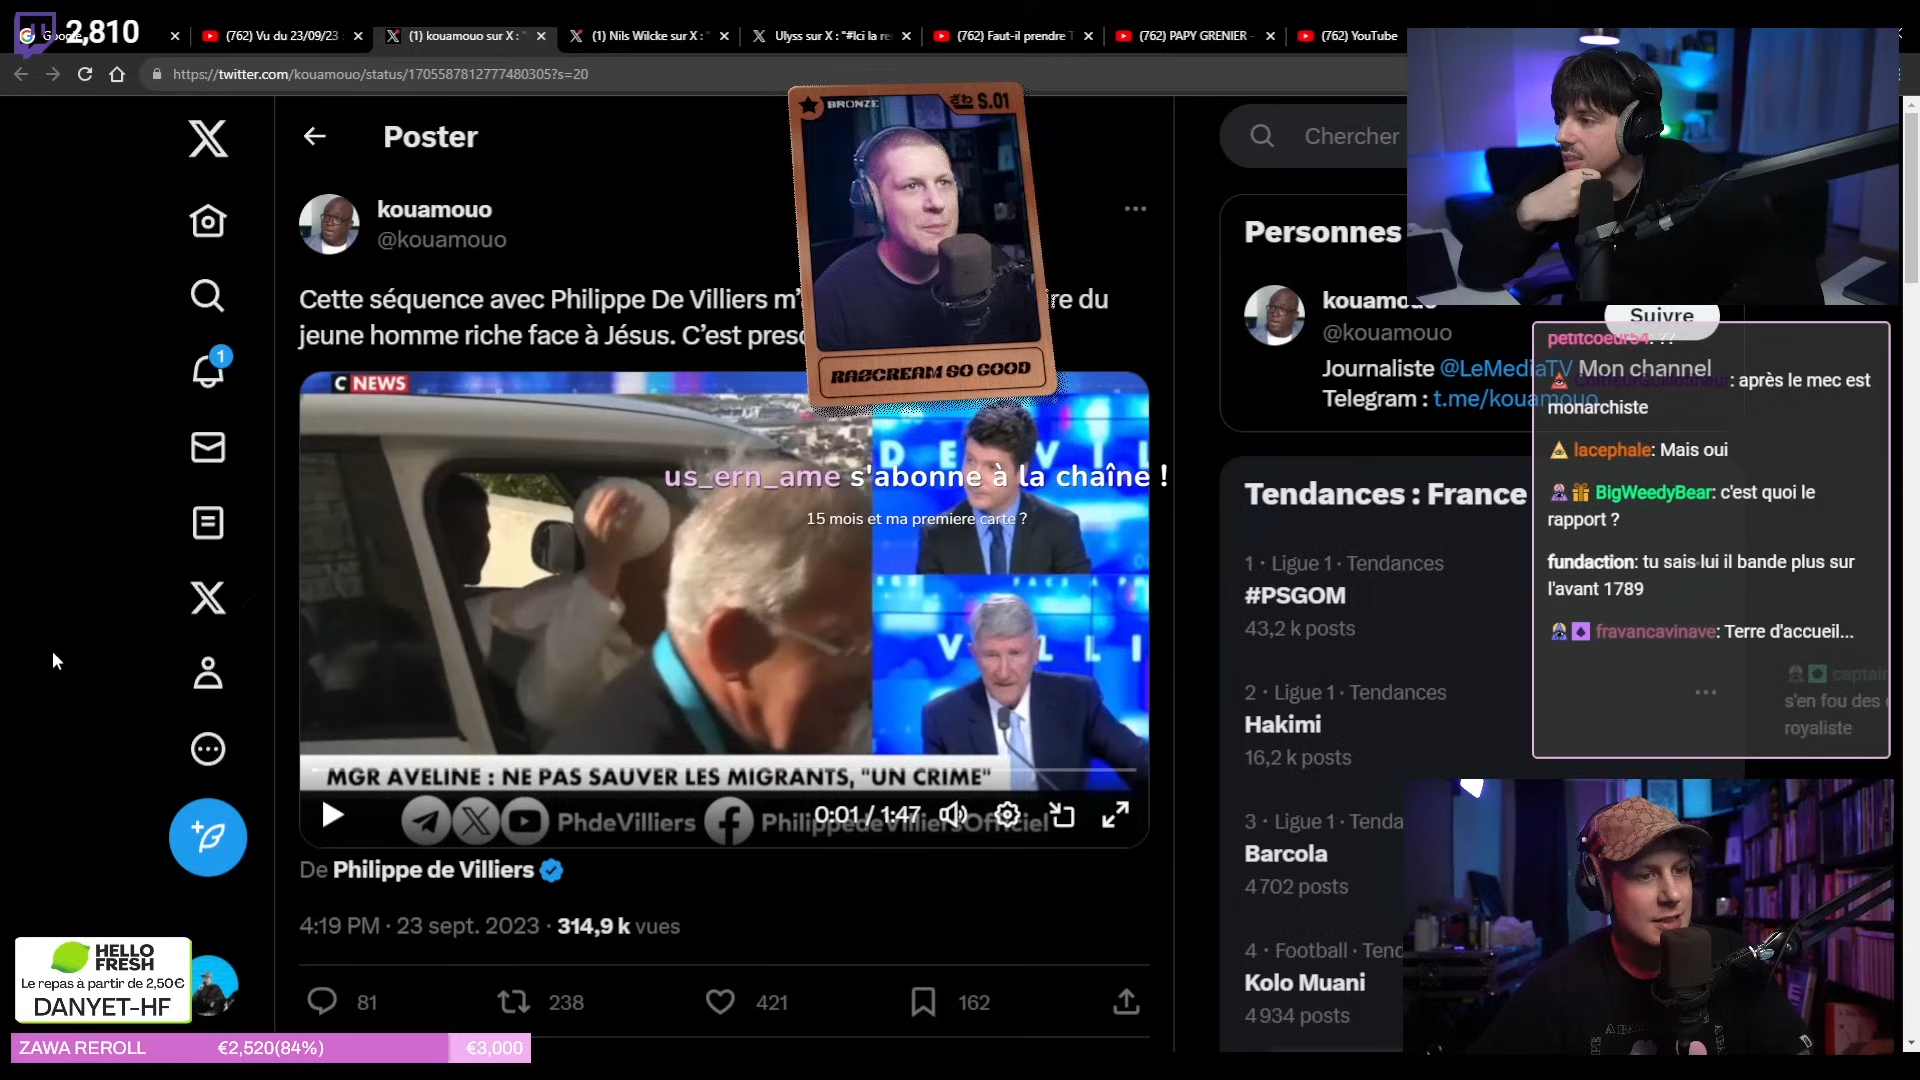 2,810
(762) Vu du 23/09/23
(1) kouamouo sur X : "
(1) Nils Wilcke sur X : "
Ulyss sur X : "#Ici la re
(762) Faut-il prendre
(762) PAPY GRENIER -
(762) YouTube
https://twitter.com/kouamouo/status/1705587812777480305?s=20
Poster
kouamouo
@kouamouo
Cette séquence avec Philippe De Villiers m'
re du
jeune homme riche face à Jésus. C'est pres
BRONZE
ざわ S.01
RAZCREAM SO GOOD
C NEWS
us_ern_ame s'abonne à la chaîne !
15 mois et ma premiere carte ?
MGR AVELINE : NE PAS SAUVER LES MIGRANTS, "UN CRIME"
PhdeVilliers
PhilippedeVilliersOfficiel
0:01 / 1:47
De Philippe de Villiers
4:19 PM · 23 sept. 2023 · 314,9 k vues
81
238
421
162
1
HELLO
FRESH
Le repas à partir de 2,50€
DANYET-HF
ZAWA REROLL
€2,520(84%)
€3,000
Chercher
Personnes
kouamouo
@kouamouo
Suivre
Journaliste @LeMediaTV Mon channel
Telegram : t.me/kouamouo
Tendances : France
1 · Ligue 1 · Tendances
#PSGOM
43,2 k posts
2 · Ligue 1 · Tendances
Hakimi
16,2 k posts
3 · Ligue 1 · Tenda
Barcola
4 702 posts
4 · Football · Tend
Kolo Muani
4 934 posts
petitcoeur54: ??
: après le mec est
monarchiste
lacephale: Mais oui
BigWeedyBear: c'est quoi le
rapport ?
fundaction: tu sais lui il bande plus sur
l'avant 1789
fravancavinave: Terre d'accueil...
captain
s'en fou des
royaliste